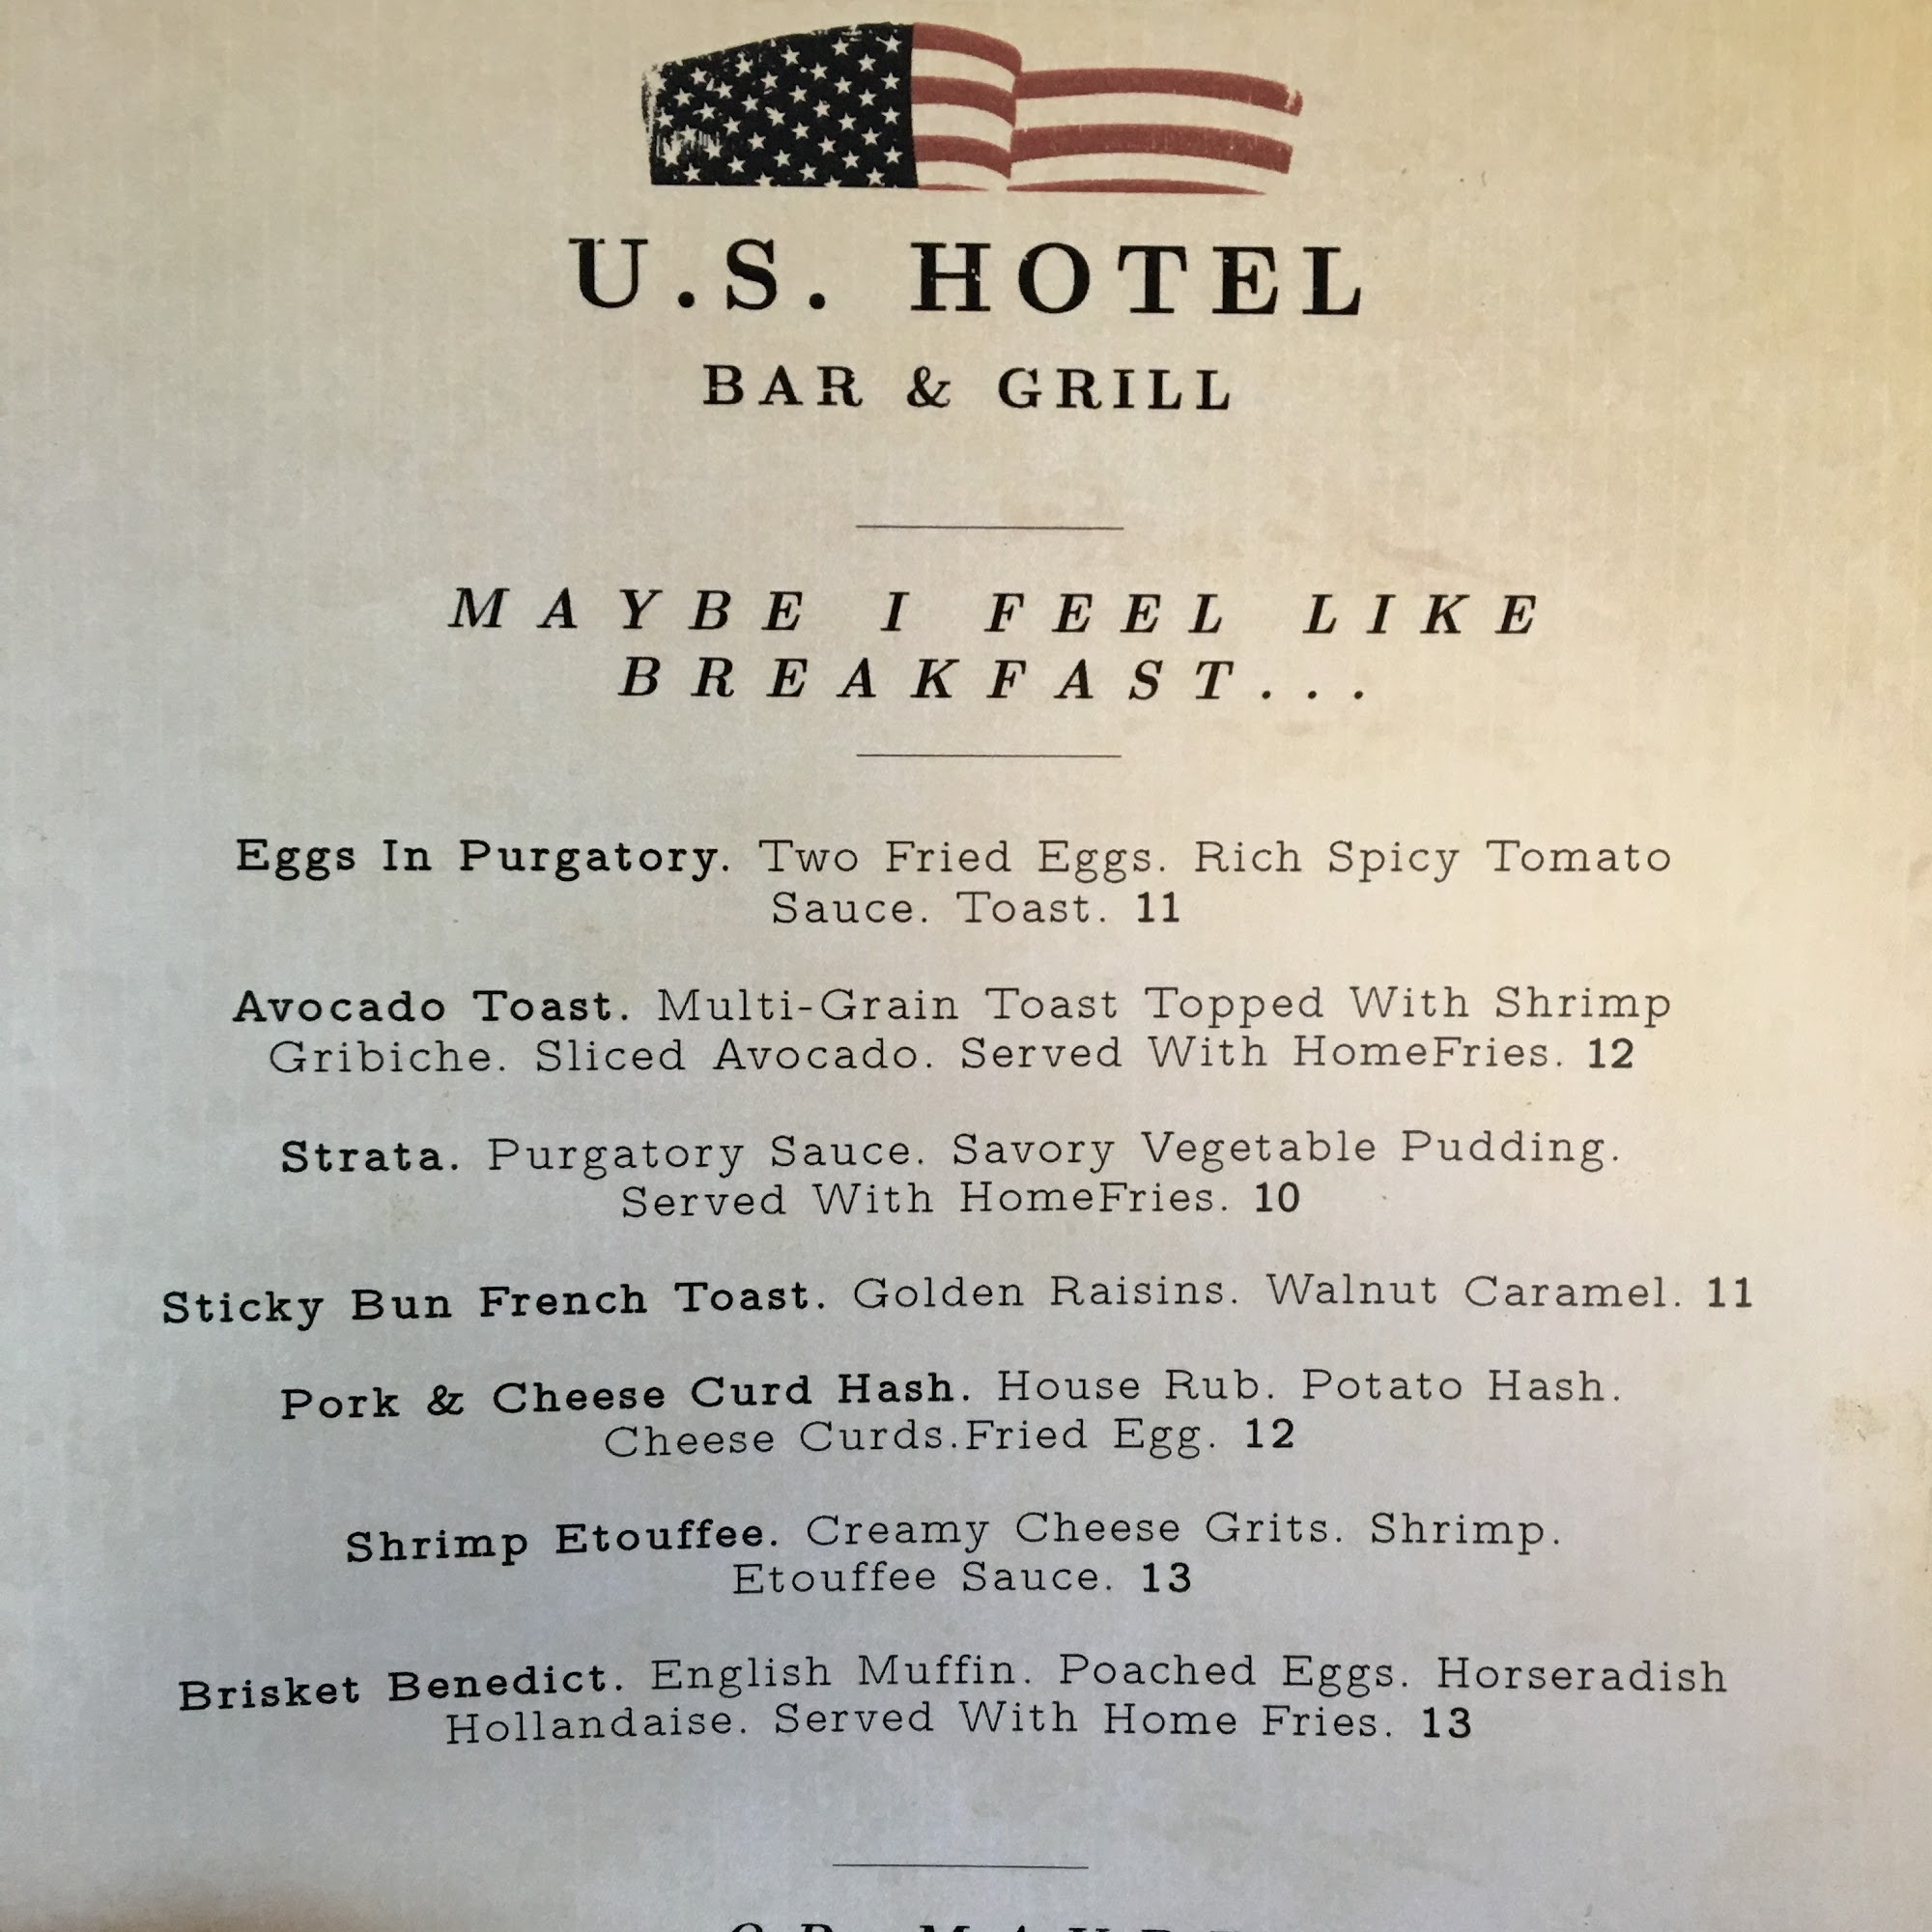 U.S. HOTEL
BAR & GRILL
MAYBE I FEEL LIKE
BREAKFAST...
Eggs In Purgatory. Two Fried Eggs. Rich Spicy Tomato
Sauce. Toast. 11
Avocado Toast. Multi-Grain Toast Topped With Shrimp
Gribiche. Sliced Avocado. Served With HomeFries. 12
Strata. Purgatory Sauce. Savory Vegetable Pudding.
Served With HomeFries. 10
Sticky Bun French Toast. Golden Raisins. Walnut Caramel. 11
Pork & Cheese Curd Hash. House Rub. Potato Hash.
Cheese Curds.Fried Egg. 12
Shrimp Etouffee. Creamy Cheese Grits. Shrimp.
Etouffee Sauce. 13
Brisket Benedict. English Muffin. Poached Eggs. Horseradish
Hollandaise. Served With Home Fries. 13